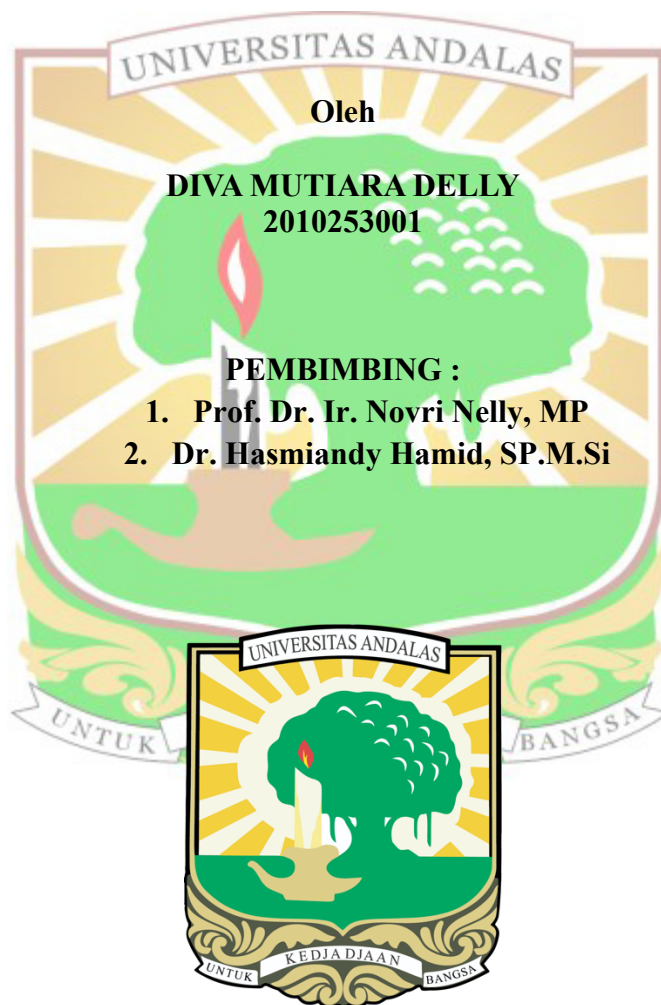 UNIVERSITAS ANDALAS
Oleh
DIVA MUTIARA DELLY
2010253001
PEMBIMBING :
1. Prof. Dr. Ir. Novri Nelly, MP
2. Dr. Hasmiandy Hamid, SP.M.Si
UNIVERSITAS ANDALAS
UNTUK BANGSA
UNTUK KEDJADJAAN BANGSA